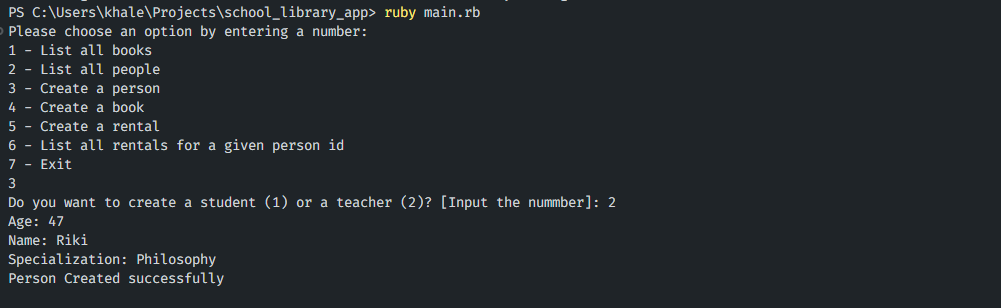 PS C:\Users\khale\Projects\school_library_app> ruby main.rb
Please choose an option by entering a number:
1 - List all books
2 - List all people
3 - Create a person
4 - Create a book
5 - Create a rental
6 - List all rentals for a given person id
7 - Exit
3
Do you want to create a student (1) or a teacher (2)? [Input the nummber]: 2
Age: 47
Name: Riki
Specialization: Philosophy
Person Created successfully